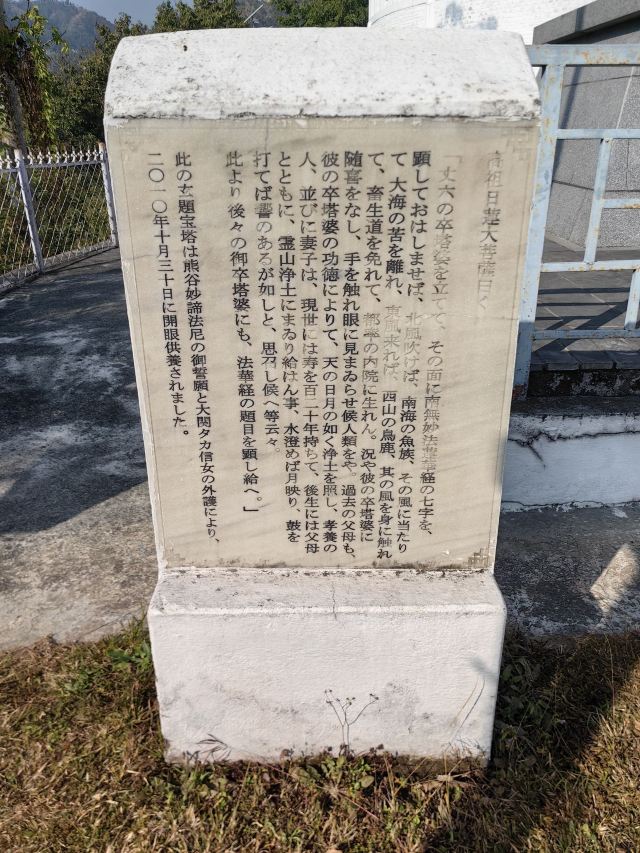 高祖日蓮大菩薩曰く
「丈六の卒塔婆を立てて、その面に南無妙法蓮華経の七字を、
顕しておはしませば、北風吹けば、南海の魚族、その風に当たり
て、大海の苦を離れ、東風来れば、西山の鳥鹿、其の風を身に触れ
て、畜生道を免れて、都率の内院に生れん。況や彼の卒塔婆に
随喜をなし、手を触れ眼に見まゐらせ候人類をや。過去の父母も、
彼の卒塔婆の功徳によりて、天の日月の如く浄土を照し、孝養の
人、並びに妻子は、現世には寿を百二十年持ちて、後生には父母
とともに、霊山浄土にまゐり給はん事、水澄めば月映り、鼓を
打てば響のあるが如しと、思召し候へ等云々。
此より後々の御卒塔婆にも、法華経の題目を顕し給へ。」
此の玄題宝塔は熊谷妙諦法尼の御誓願と大関タカ信女の外護により、
二〇一〇年十月三十日に開眼供養されました。